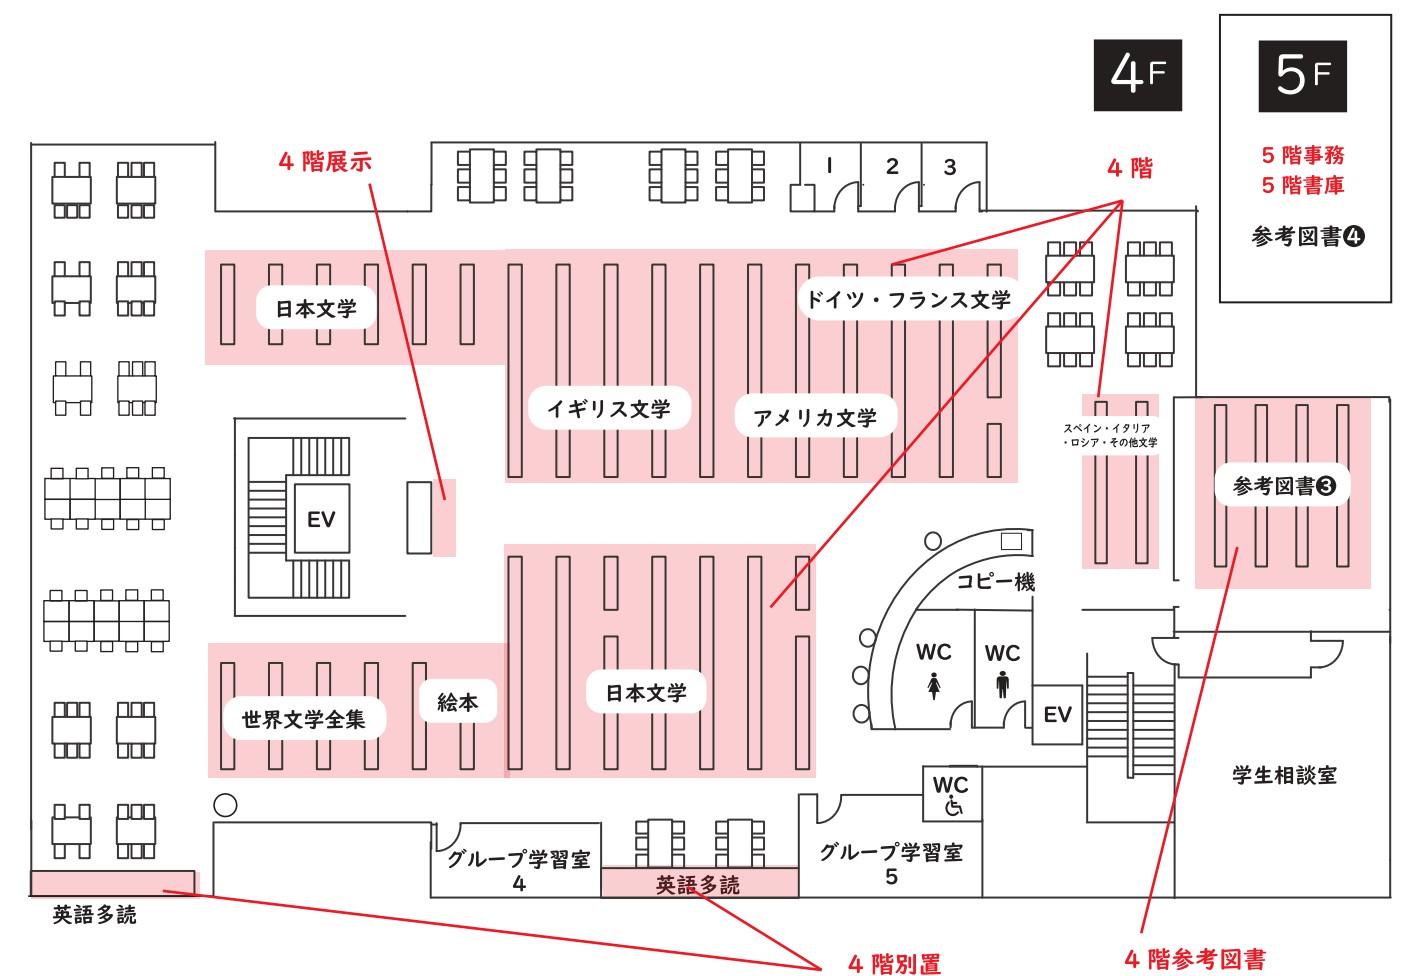 4F
5F
5階事務
5階書庫
参考図書❹
4階展示
4階
1
2
3
日本文学
ドイツ・フランス文学
イギリス文学
アメリカ文学
スペイン・イタリア
・ロシア・その他文学
参考図書❸
EV
コピー機
WC
WC
日本文学
絵本
世界文学全集
EV
学生相談室
WC
グループ学習室
4
グループ学習室
5
英語多読
英語多読
4階別置
4階参考図書